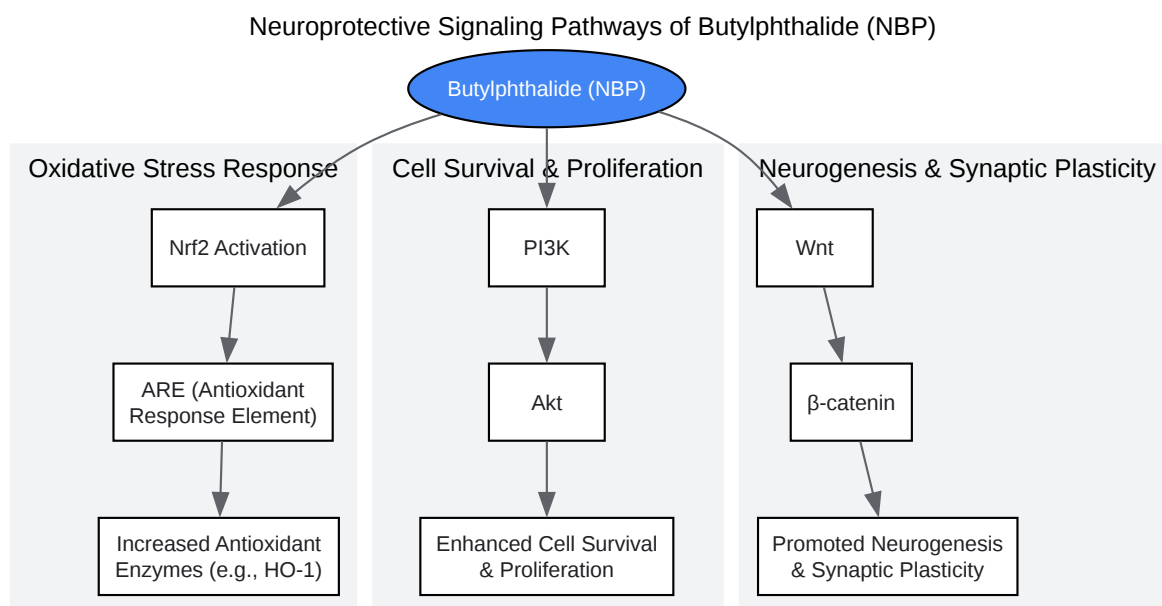 Neuroprotective Signaling Pathways of Butylphthalide (NBP)
Butylphthalide (NBP)
Oxidative Stress Response
Nrf2 Activation
ARE (Antioxidant
Response Element)
Increased Antioxidant
Enzymes (e.g., HO-1)
Cell Survival & Proliferation
PI3K
Akt
Enhanced Cell Survival
& Proliferation
Neurogenesis & Synaptic Plasticity
Wnt
β-catenin
Promoted Neurogenesis
& Synaptic Plasticity